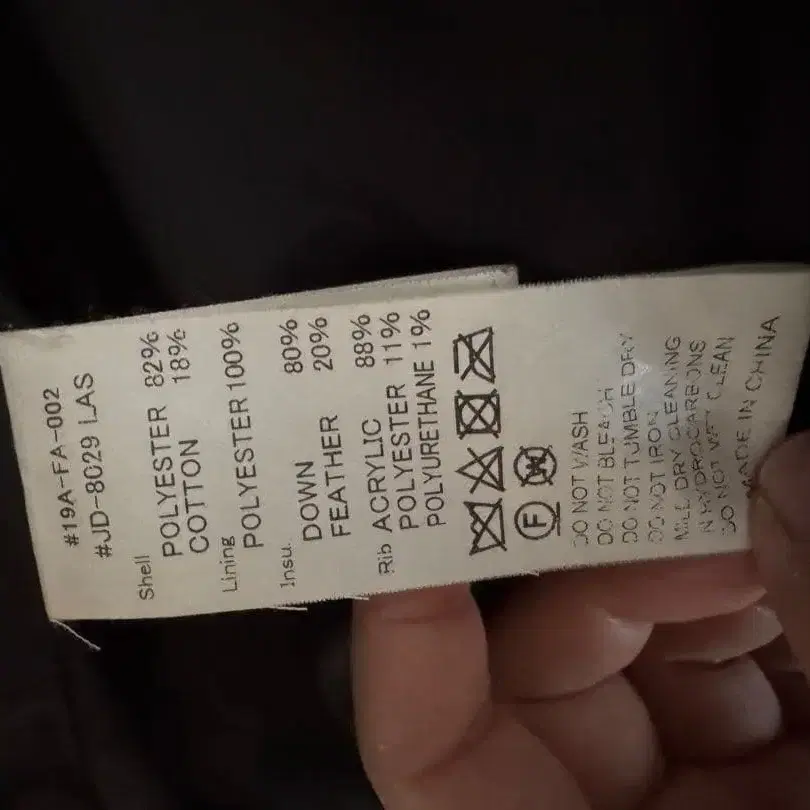 #19A-FA-002
#JD-8029 LAS
Shell
POLYESTER 82%
COTTON 18%
Lining
POLYESTER 100%
Insu.
DOWN 80%
FEATHER 20%
Rib ACRYLIC 88%
POLYESTER 11%
POLYURETHANE 1%
F W
DO NOT WASH
DO NOT BLEACH
DO NOT TUMBLE DRY
DO NOT IRON
MILL DRY CLEANING
IN HYDROCARBONS
DO NOT WET CLEAN
MADE IN CHINA